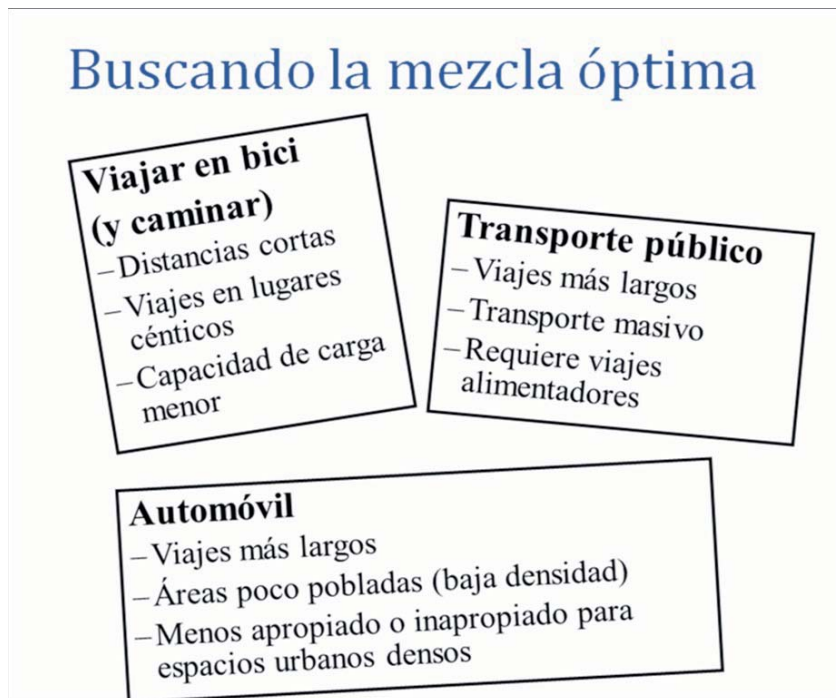 Buscando la mezcla óptima
Viajar en bici
(y caminar)
–Distancias cortas
–Viajes en lugares
cénticos
–Capacidad de carga
menor
Transporte público
–Viajes más largos
–Transporte masivo
–Requiere viajes
alimentadores
Automóvil
–Viajes más largos
–Áreas poco pobladas (baja densidad)
–Menos apropiado o inapropiado para
espacios urbanos densos